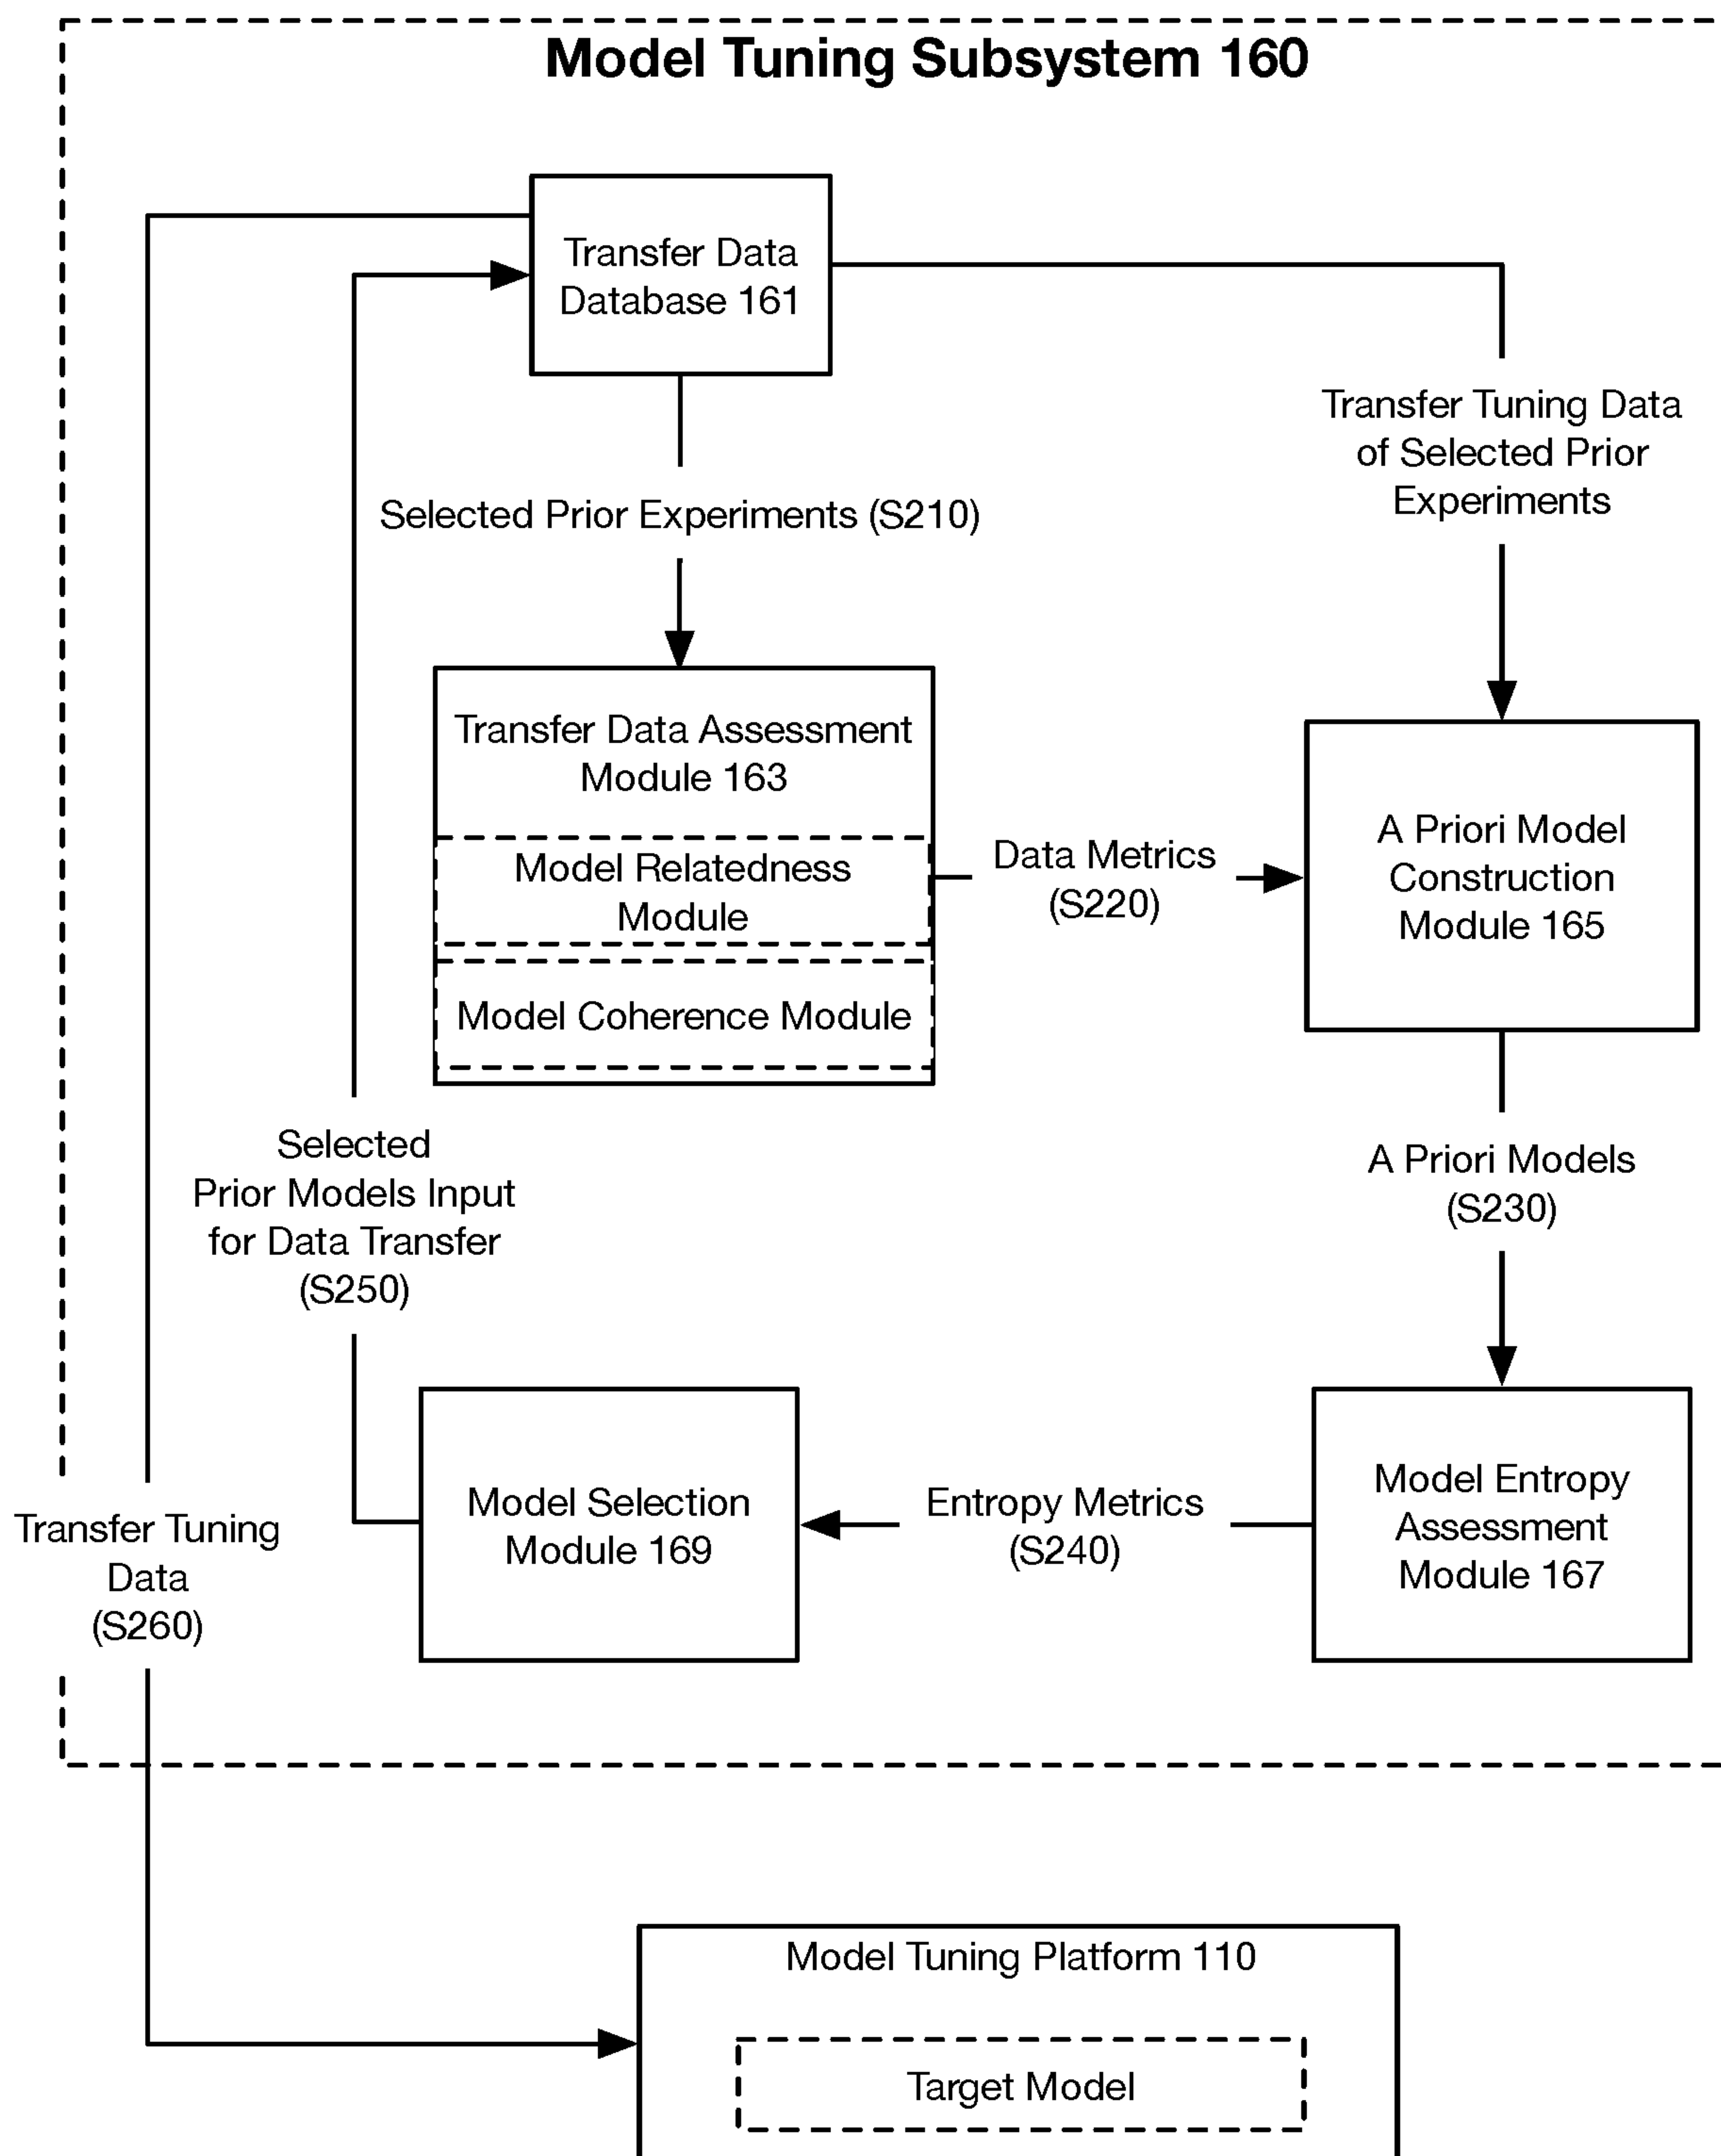 Model Tuning Subsystem 160
Transfer Data
Database 161
Transfer Tuning Data
of Selected Prior
Experiments
Selected Prior Experiments (S210)
Transfer Data Assessment
Module 163
Model Relatedness
Module
Model Coherence Module
Data Metrics
(S220)
A Priori Model
Construction
Module 165
Selected
Prior Models Input
for Data Transfer
(S250)
A Priori Models
(S230)
Model Selection
Module 169
Entropy Metrics
(S240)
Model Entropy
Assessment
Module 167
Transfer Tuning
Data
(S260)
Model Tuning Platform 110
Target Model